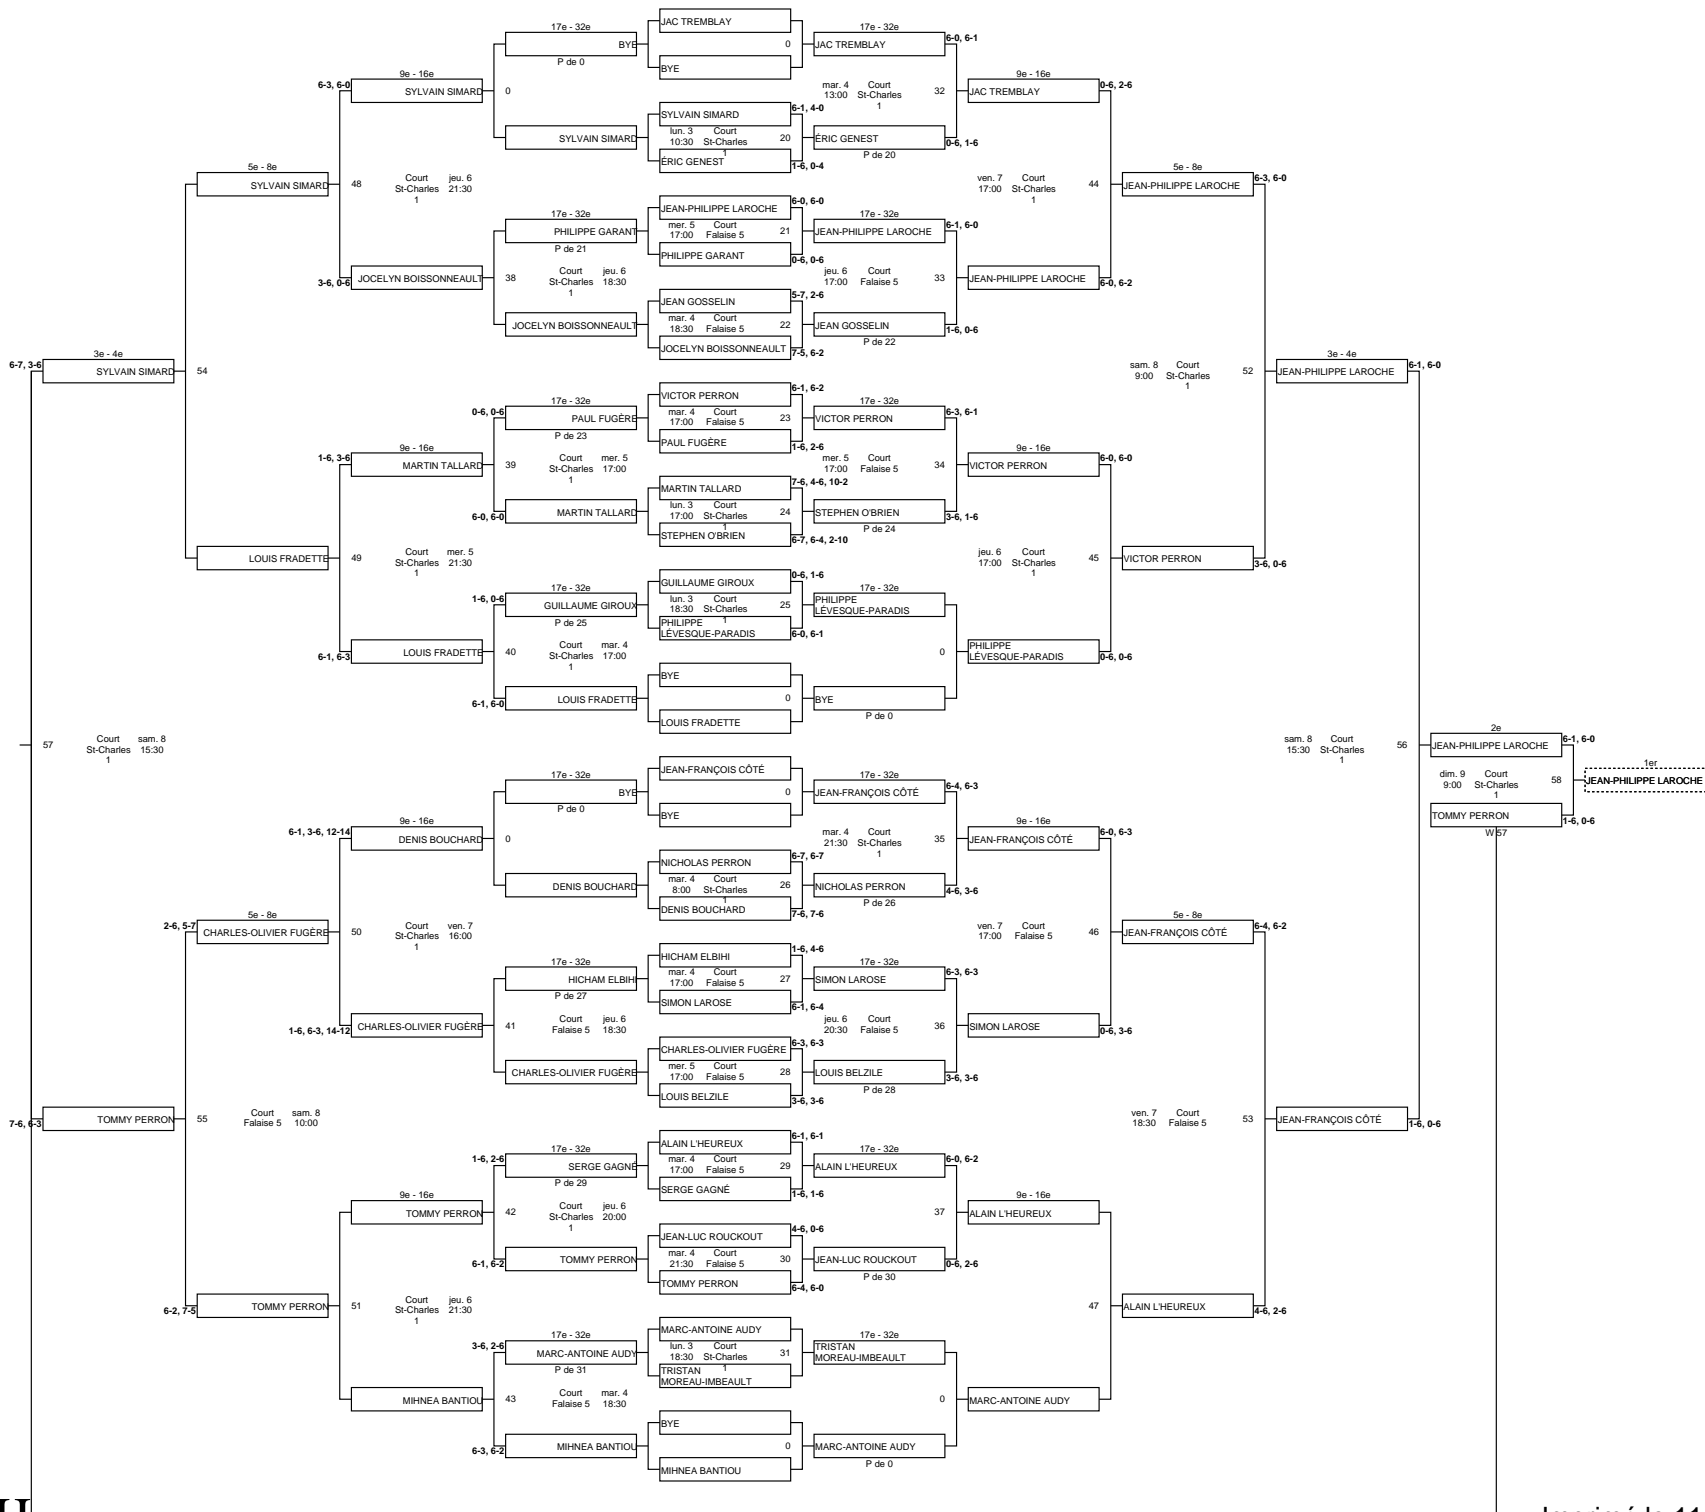 17e - 32e
JAC TREMBLAY
17e - 32e
BYE
0
JAC TREMBLAY
6-0, 6-1
P de 0
BYE
9e - 16e
mar. 4 Court
9e - 16e
6-3, 6-0
SYLVAIN SIMARD
0
13:00 St-Charles
32
JAC TREMBLAY
0-6, 2-6
1
SYLVAIN SIMARD
6-1, 4-0
SYLVAIN SIMARD
lun. 3 Court
10:30 St-Charles
1
20
ÉRIC GENEST
0-6, 1-6
ÉRIC GENEST
1-6, 0-4
P de 20
5e - 8e
5e - 8e
SYLVAIN SIMARD
48
Court jeu. 6
St-Charles 21:30
1
ven. 7 Court
17:00 St-Charles
1
44
JEAN-PHILIPPE LAROCHE
6-3, 6-0
17e - 32e
JEAN-PHILIPPE LAROCHE
6-0, 6-0
17e - 32e
PHILIPPE GARANT
mer. 5 Court
17:00 Falaise 5
21
JEAN-PHILIPPE LAROCHE
6-1, 6-0
P de 21
PHILIPPE GARANT
0-6, 0-6
3-6, 0-6
JOCELYN BOISSONNEAULT
38
Court jeu. 6
St-Charles 18:30
1
jeu. 6 Court
17:00 Falaise 5
33
JEAN-PHILIPPE LAROCHE
6-0, 6-2
JEAN GOSSELIN
5-7, 2-6
JOCELYN BOISSONNEAULT
mar. 4 Court
18:30 Falaise 5
22
JEAN GOSSELIN
1-6, 0-6
JOCELYN BOISSONNEAULT
7-5, 6-2
P de 22
3e - 4e
3e - 4e
6-7, 3-6
SYLVAIN SIMARD
54
sam. 8 Court
9:00 St-Charles
1
52
JEAN-PHILIPPE LAROCHE
6-1, 6-0
17e - 32e
VICTOR PERRON
6-1, 6-2
17e - 32e
0-6, 0-6
PAUL FUGÈRE
mar. 4 Court
17:00 Falaise 5
23
VICTOR PERRON
6-3, 6-1
P de 23
PAUL FUGÈRE
1-6, 2-6
9e - 16e
9e - 16e
1-6, 3-6
MARTIN TALLARD
39
Court mer. 5
St-Charles 17:00
1
mer. 5 Court
17:00 Falaise 5
34
VICTOR PERRON
6-0, 6-0
MARTIN TALLARD
7-6, 4-6, 10-2
6-0, 6-0
MARTIN TALLARD
lun. 3 Court
17:00 St-Charles
1
24
STEPHEN O'BRIEN
3-6, 1-6
STEPHEN O'BRIEN
6-7, 6-4, 2-10
P de 24
LOUIS FRADETTE
49
Court mer. 5
St-Charles 21:30
1
jeu. 6 Court
17:00 St-Charles
1
45
VICTOR PERRON
3-6, 0-6
17e - 32e
GUILLAUME GIROUX
0-6, 1-6
17e - 32e
1-6, 0-6
GUILLAUME GIROUX
lun. 3 Court
18:30 St-Charles
1
25
PHILIPPE
LÉVESQUE-PARADIS
P de 25
PHILIPPE
LÉVESQUE-PARADIS
6-0, 6-1
6-1, 6-3
LOUIS FRADETTE
40
Court mar. 4
St-Charles 17:00
1
0
PHILIPPE
LÉVESQUE-PARADIS
0-6, 0-6
BYE
6-1, 6-0
LOUIS FRADETTE
0
BYE
LOUIS FRADETTE
P de 0
57
Court sam. 8
St-Charles 15:30
1
sam. 8 Court
15:30 St-Charles
1
56
2e
JEAN-PHILIPPE LAROCHE
6-1, 6-0
dim. 9 Court
9:00 St-Charles
1
58
1er
JEAN-PHILIPPE LAROCHE
TOMMY PERRON
1-6, 0-6
W 57
17e - 32e
JEAN-FRANÇOIS CÔTÉ
17e - 32e
BYE
0
JEAN-FRANÇOIS CÔTÉ
6-4, 6-3
P de 0
BYE
9e - 16e
9e - 16e
6-1, 3-6, 12-14
DENIS BOUCHARD
0
mar. 4 Court
21:30 St-Charles
1
35
JEAN-FRANÇOIS CÔTÉ
6-0, 6-3
NICHOLAS PERRON
6-7, 6-7
DENIS BOUCHARD
mar. 4 Court
8:00 St-Charles
1
26
NICHOLAS PERRON
4-6, 3-6
DENIS BOUCHARD
7-6, 7-6
P de 26
5e - 8e
5e - 8e
2-6, 5-7
CHARLES-OLIVIER FUGÈRE
50
Court ven. 7
St-Charles 16:00
1
ven. 7 Court
17:00 Falaise 5
46
JEAN-FRANÇOIS CÔTÉ
6-4, 6-2
17e - 32e
HICHAM ELBIHI
1-6, 4-6
17e - 32e
HICHAM ELBIHI
mar. 4 Court
17:00 Falaise 5
27
SIMON LAROSE
6-3, 6-3
P de 27
SIMON LAROSE
6-1, 6-4
1-6, 6-3, 14-12
CHARLES-OLIVIER FUGÈRE
41
Court jeu. 6
Falaise 5 18:30
jeu. 6 Court
20:30 Falaise 5
36
SIMON LAROSE
0-6, 3-6
CHARLES-OLIVIER FUGÈRE
6-3, 6-3
CHARLES-OLIVIER FUGÈRE
mer. 5 Court
17:00 Falaise 5
28
LOUIS BELZILE
3-6, 3-6
LOUIS BELZILE
3-6, 3-6
P de 28
7-6, 6-3
TOMMY PERRON
55
Court sam. 8
Falaise 5 10:00
ven. 7 Court
18:30 Falaise 5
53
JEAN-FRANÇOIS CÔTÉ
1-6, 0-6
17e - 32e
ALAIN L'HEUREUX
6-1, 6-1
17e - 32e
1-6, 2-6
SERGE GAGNÉ
mar. 4 Court
17:00 Falaise 5
29
ALAIN L'HEUREUX
6-0, 6-2
P de 29
SERGE GAGNÉ
1-6, 1-6
9e - 16e
9e - 16e
TOMMY PERRON
42
Court jeu. 6
St-Charles 20:00
1
37
ALAIN L'HEUREUX
JEAN-LUC ROUCKOUT
4-6, 0-6
6-1, 6-2
TOMMY PERRON
mar. 4 Court
21:30 Falaise 5
30
JEAN-LUC ROUCKOUT
0-6, 2-6
TOMMY PERRON
6-4, 6-0
P de 30
6-2, 7-5
TOMMY PERRON
51
Court jeu. 6
St-Charles 21:30
1
47
ALAIN L'HEUREUX
4-6, 2-6
17e - 32e
MARC-ANTOINE AUDY
17e - 32e
3-6, 2-6
MARC-ANTOINE AUDY
lun. 3 Court
18:30 St-Charles
1
31
TRISTAN
MOREAU-IMBEAULT
P de 31
TRISTAN
MOREAU-IMBEAULT
MIHNEA BANTIOU
43
Court mar. 4
Falaise 5 18:30
0
MARC-ANTOINE AUDY
BYE
6-3, 6-2
MIHNEA BANTIOU
0
MARC-ANTOINE AUDY
MIHNEA BANTIOU
P de 0